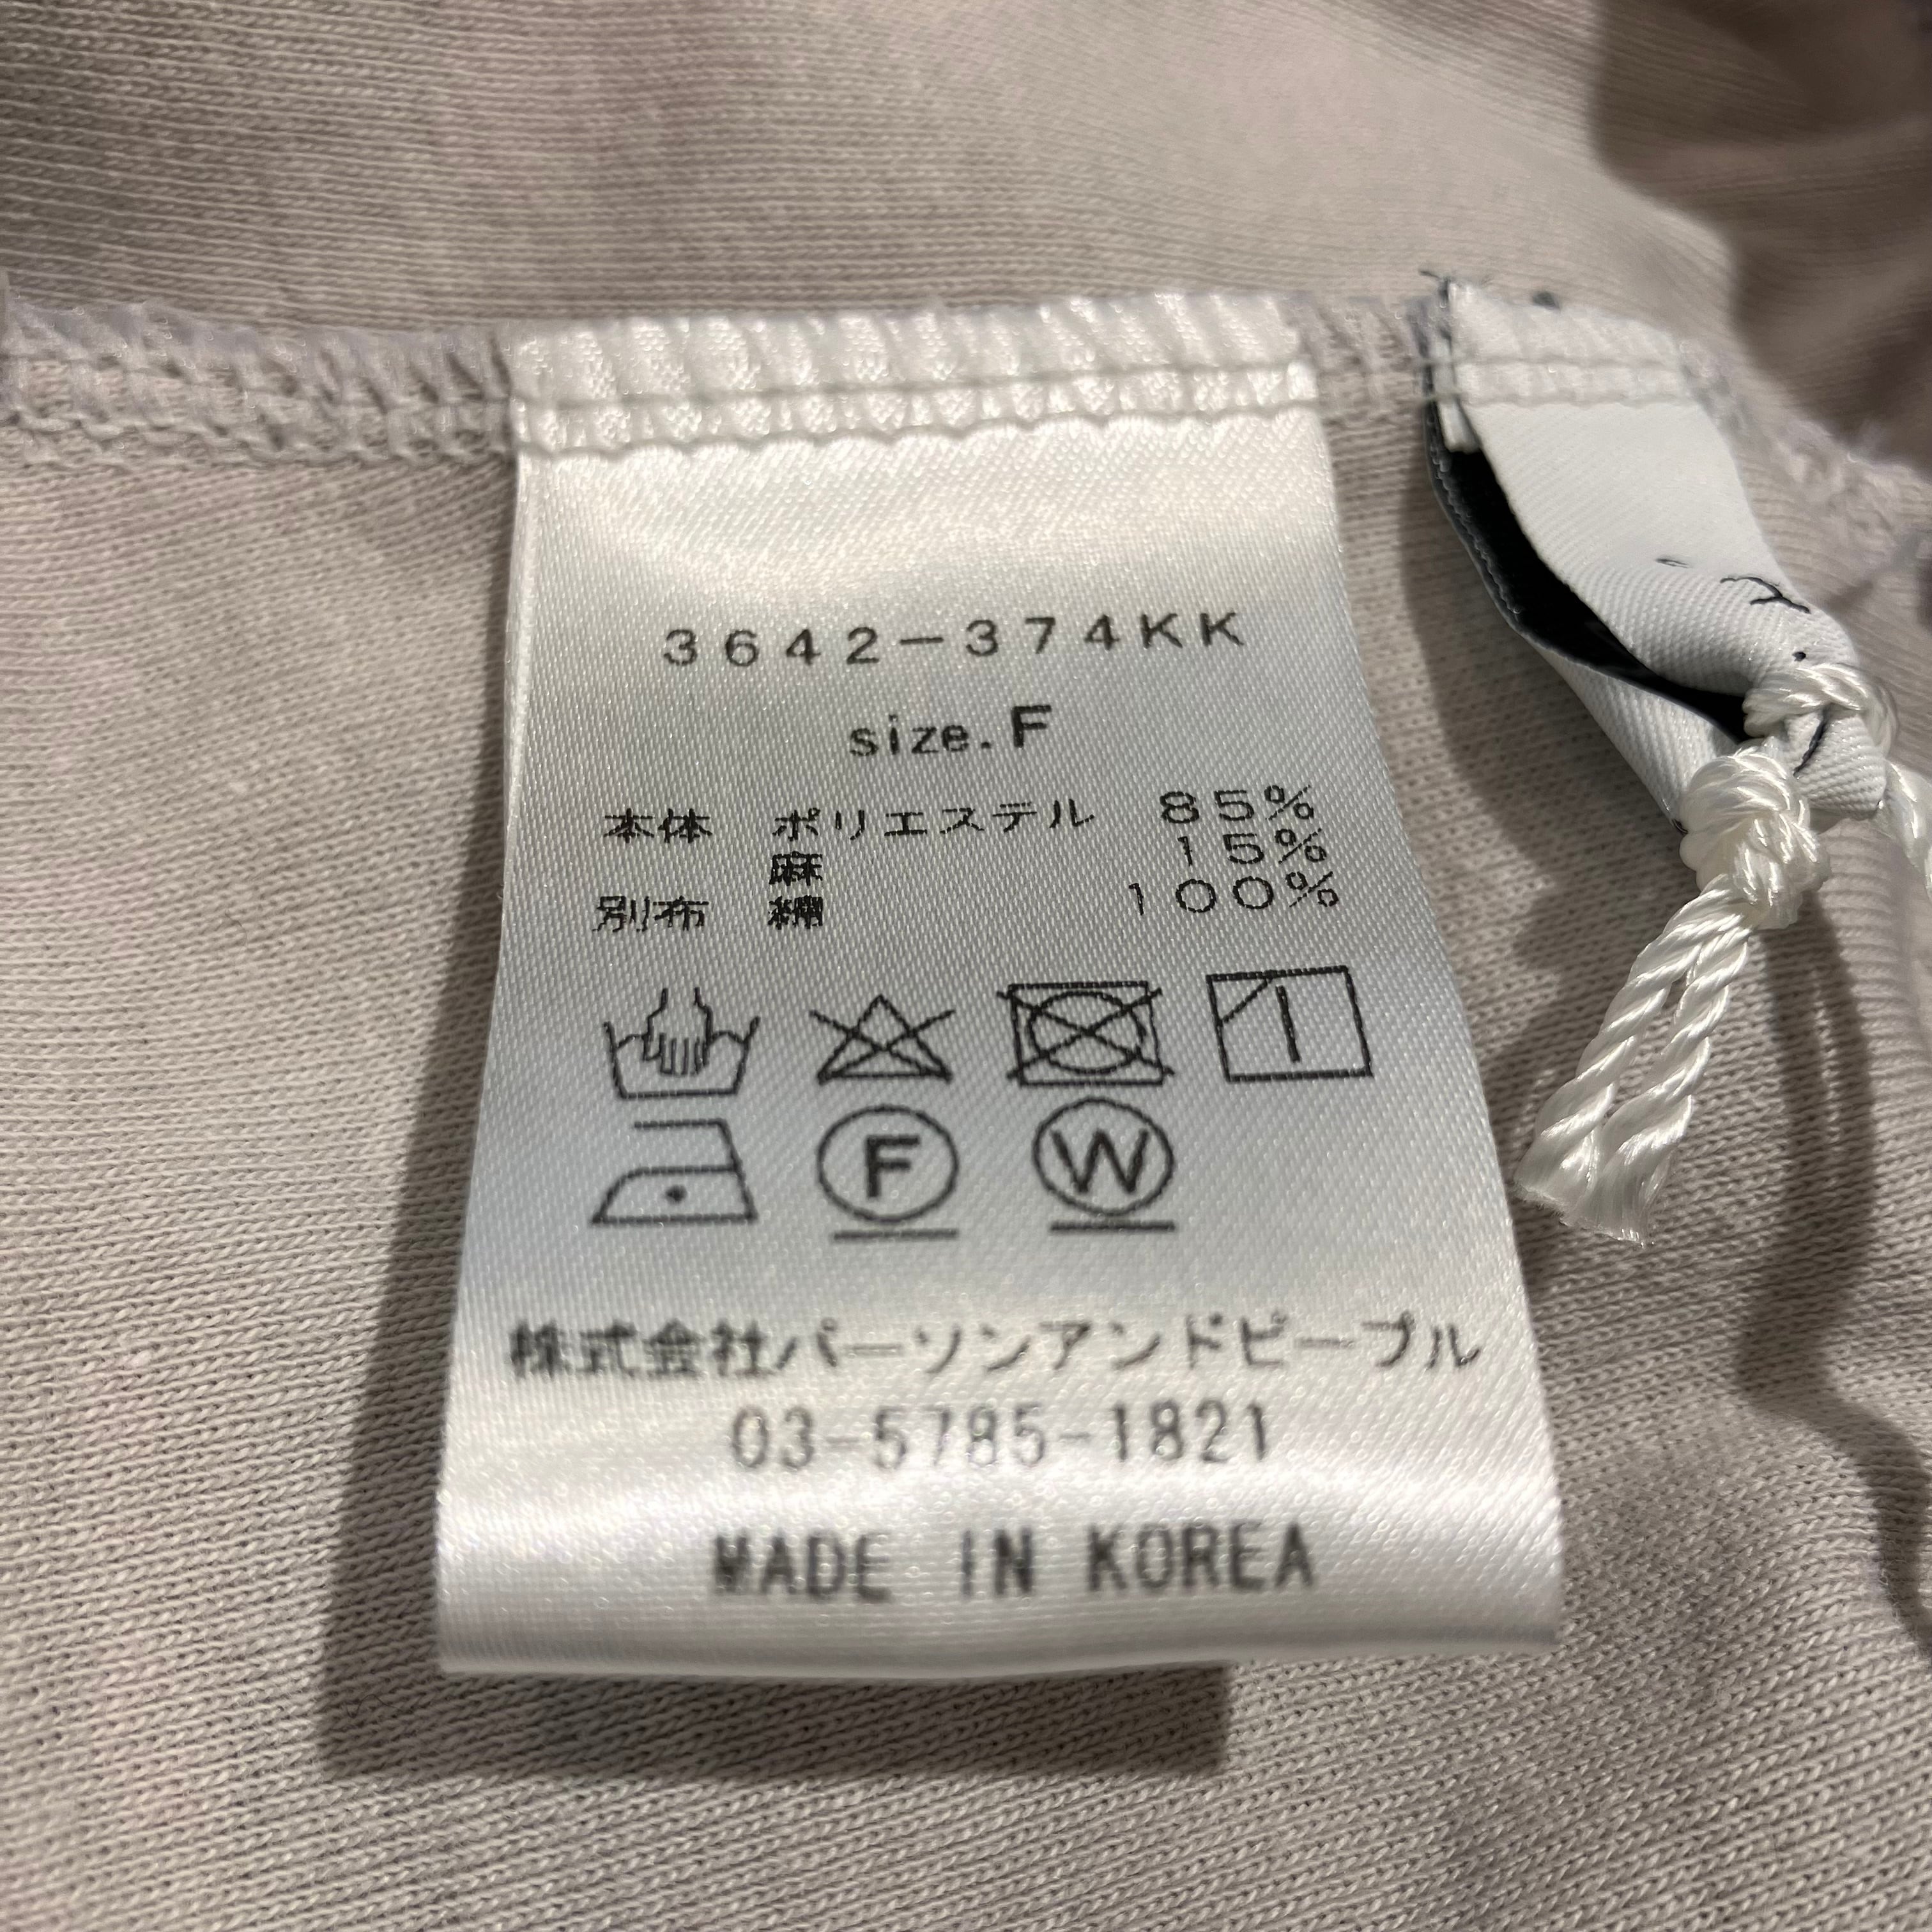 3642-374KK
size.F
本体 ポリエステル 85%
麻 15%
別布 綿 100%
F W
株式会社パーソンアンドピープル
03-5785-1821
MADE IN KOREA